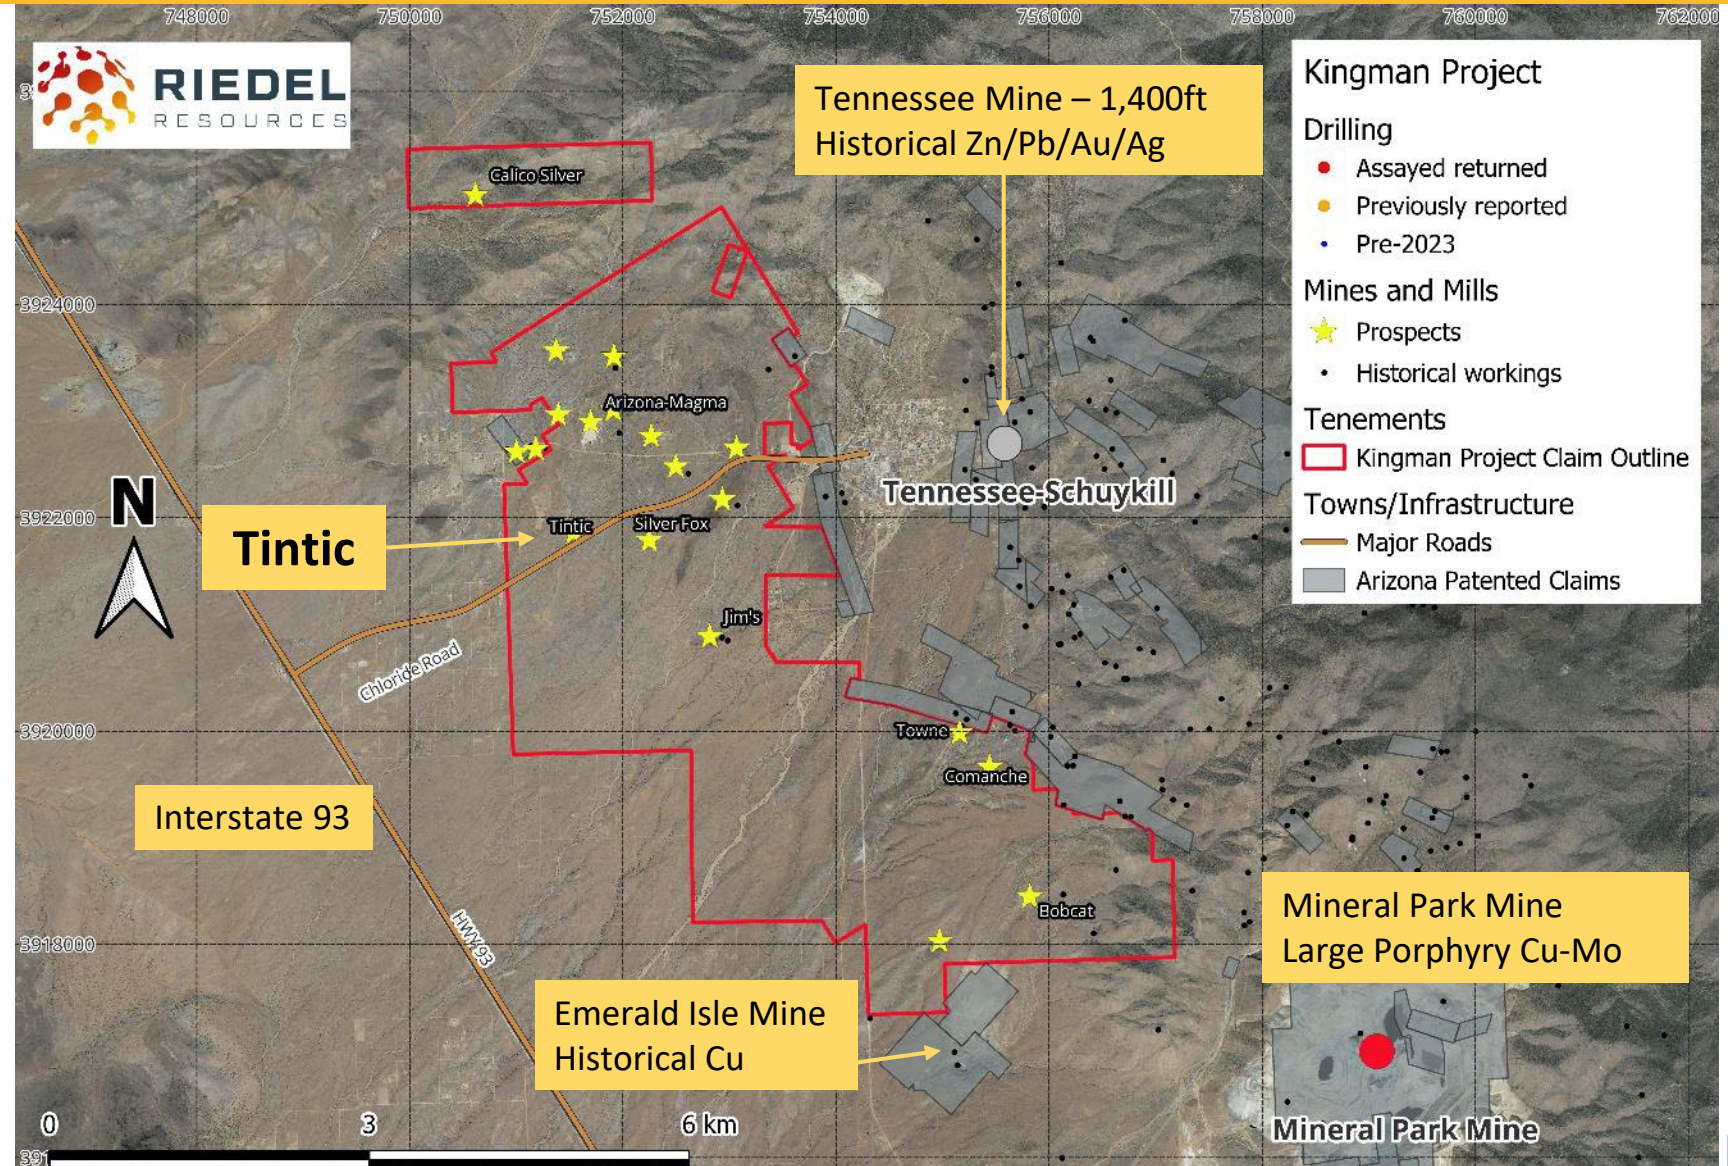 748000
750000
752000
754000
756000
758000
760000
762000
RIEDEL
RESOURCES
Tennessee Mine – 1,400ft
Historical Zn/Pb/Au/Ag
Kingman Project
Drilling
Assayed returned
Previously reported
Pre-2023
Mines and Mills
Prospects
Historical workings
Tenements
Kingman Project Claim Outline
Towns/Infrastructure
Major Roads
Arizona Patented Claims
Calico Silver
3924000
Arizona-Magma
Tennessee-Schuykill
N
3922000
Tintic
Tintic
Silver Fox
Jim's
Chloride Road
3920000
Towne
Comanche
Interstate 93
Bobcat
Mineral Park Mine
Large Porphyry Cu-Mo
HWY 93
3918000
Emerald Isle Mine
Historical Cu
0
3
6 km
Mineral Park Mine